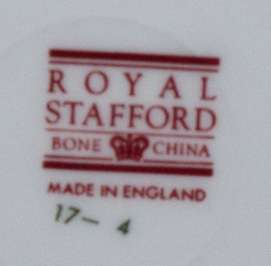 ROYAL
STAFFORD
BONE CHINA
MADE IN ENGLAND
17- 4